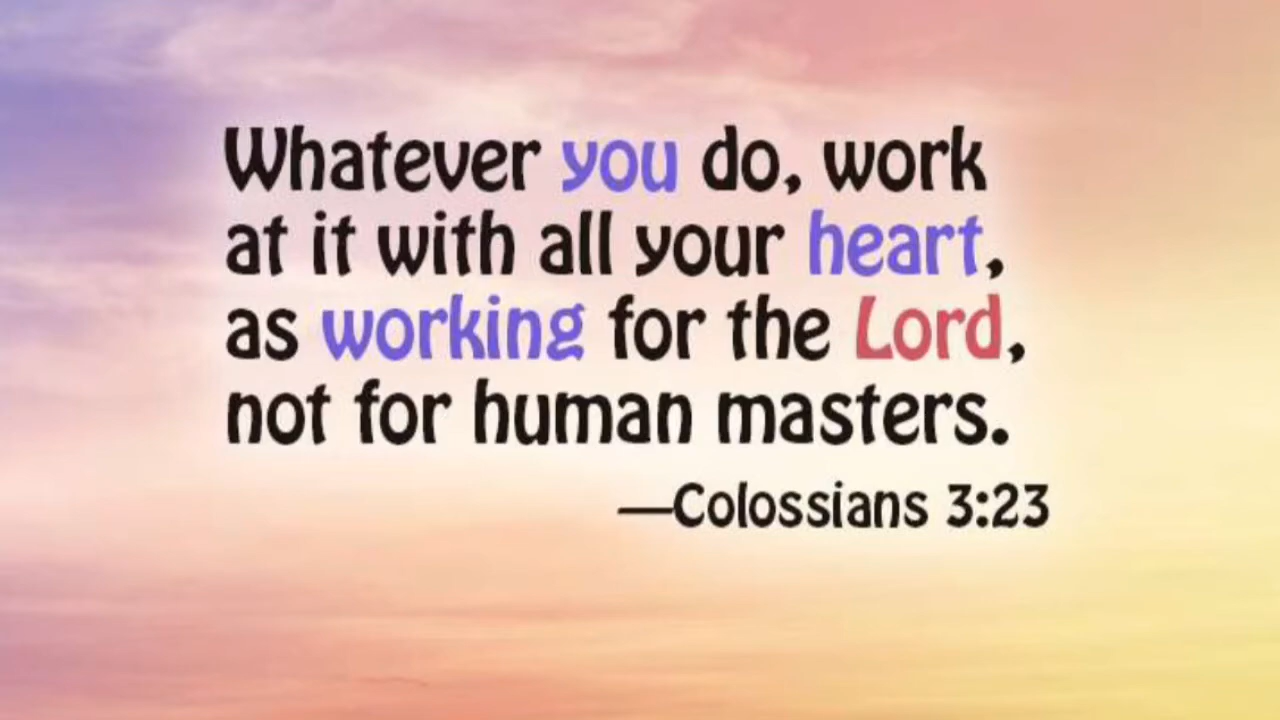 Whatever you do, work
at it with all your heart,
as working for the Lord,
not for human masters.
—Colossians 3:23